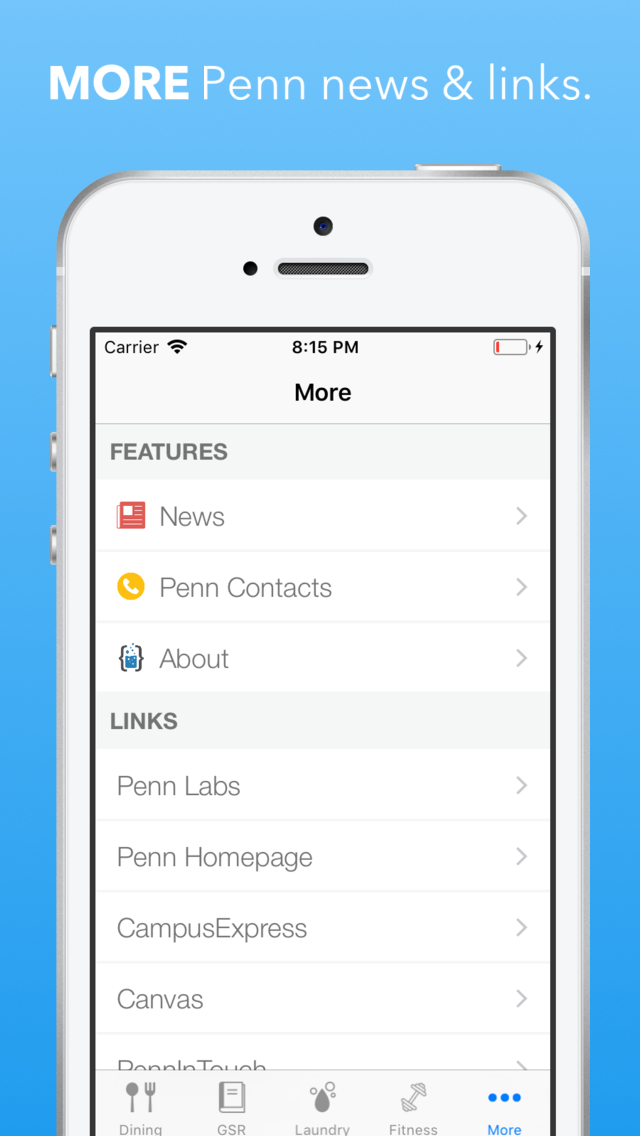 MORE Penn news & links.
Carrier 8:15 PM
More
FEATURES
News
Penn Contacts
About
LINKS
Penn Labs
Penn Homepage
CampusExpress
Canvas
PennInTouch
Dining GSR Laundry Fitness More